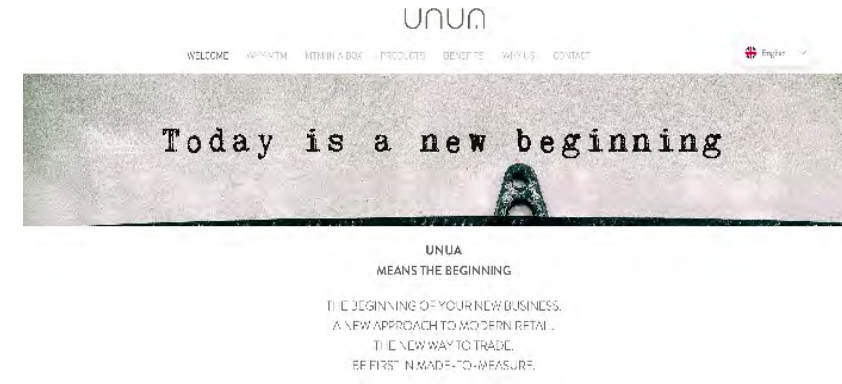 UNUA
WELCOME WHY MTM MTM IN A BOX PRODUCTS BENEFITS WHY US CONTACT
English
Today is a new beginning
UNUA
MEANS THE BEGINNING
THE BEGINNING OF YOUR NEW BUSINESS.
A NEW APPROACH TO MODERN RETAIL.
THE NEW WAY TO TRADE.
BE FIRST IN MADE-TO-MEASURE.